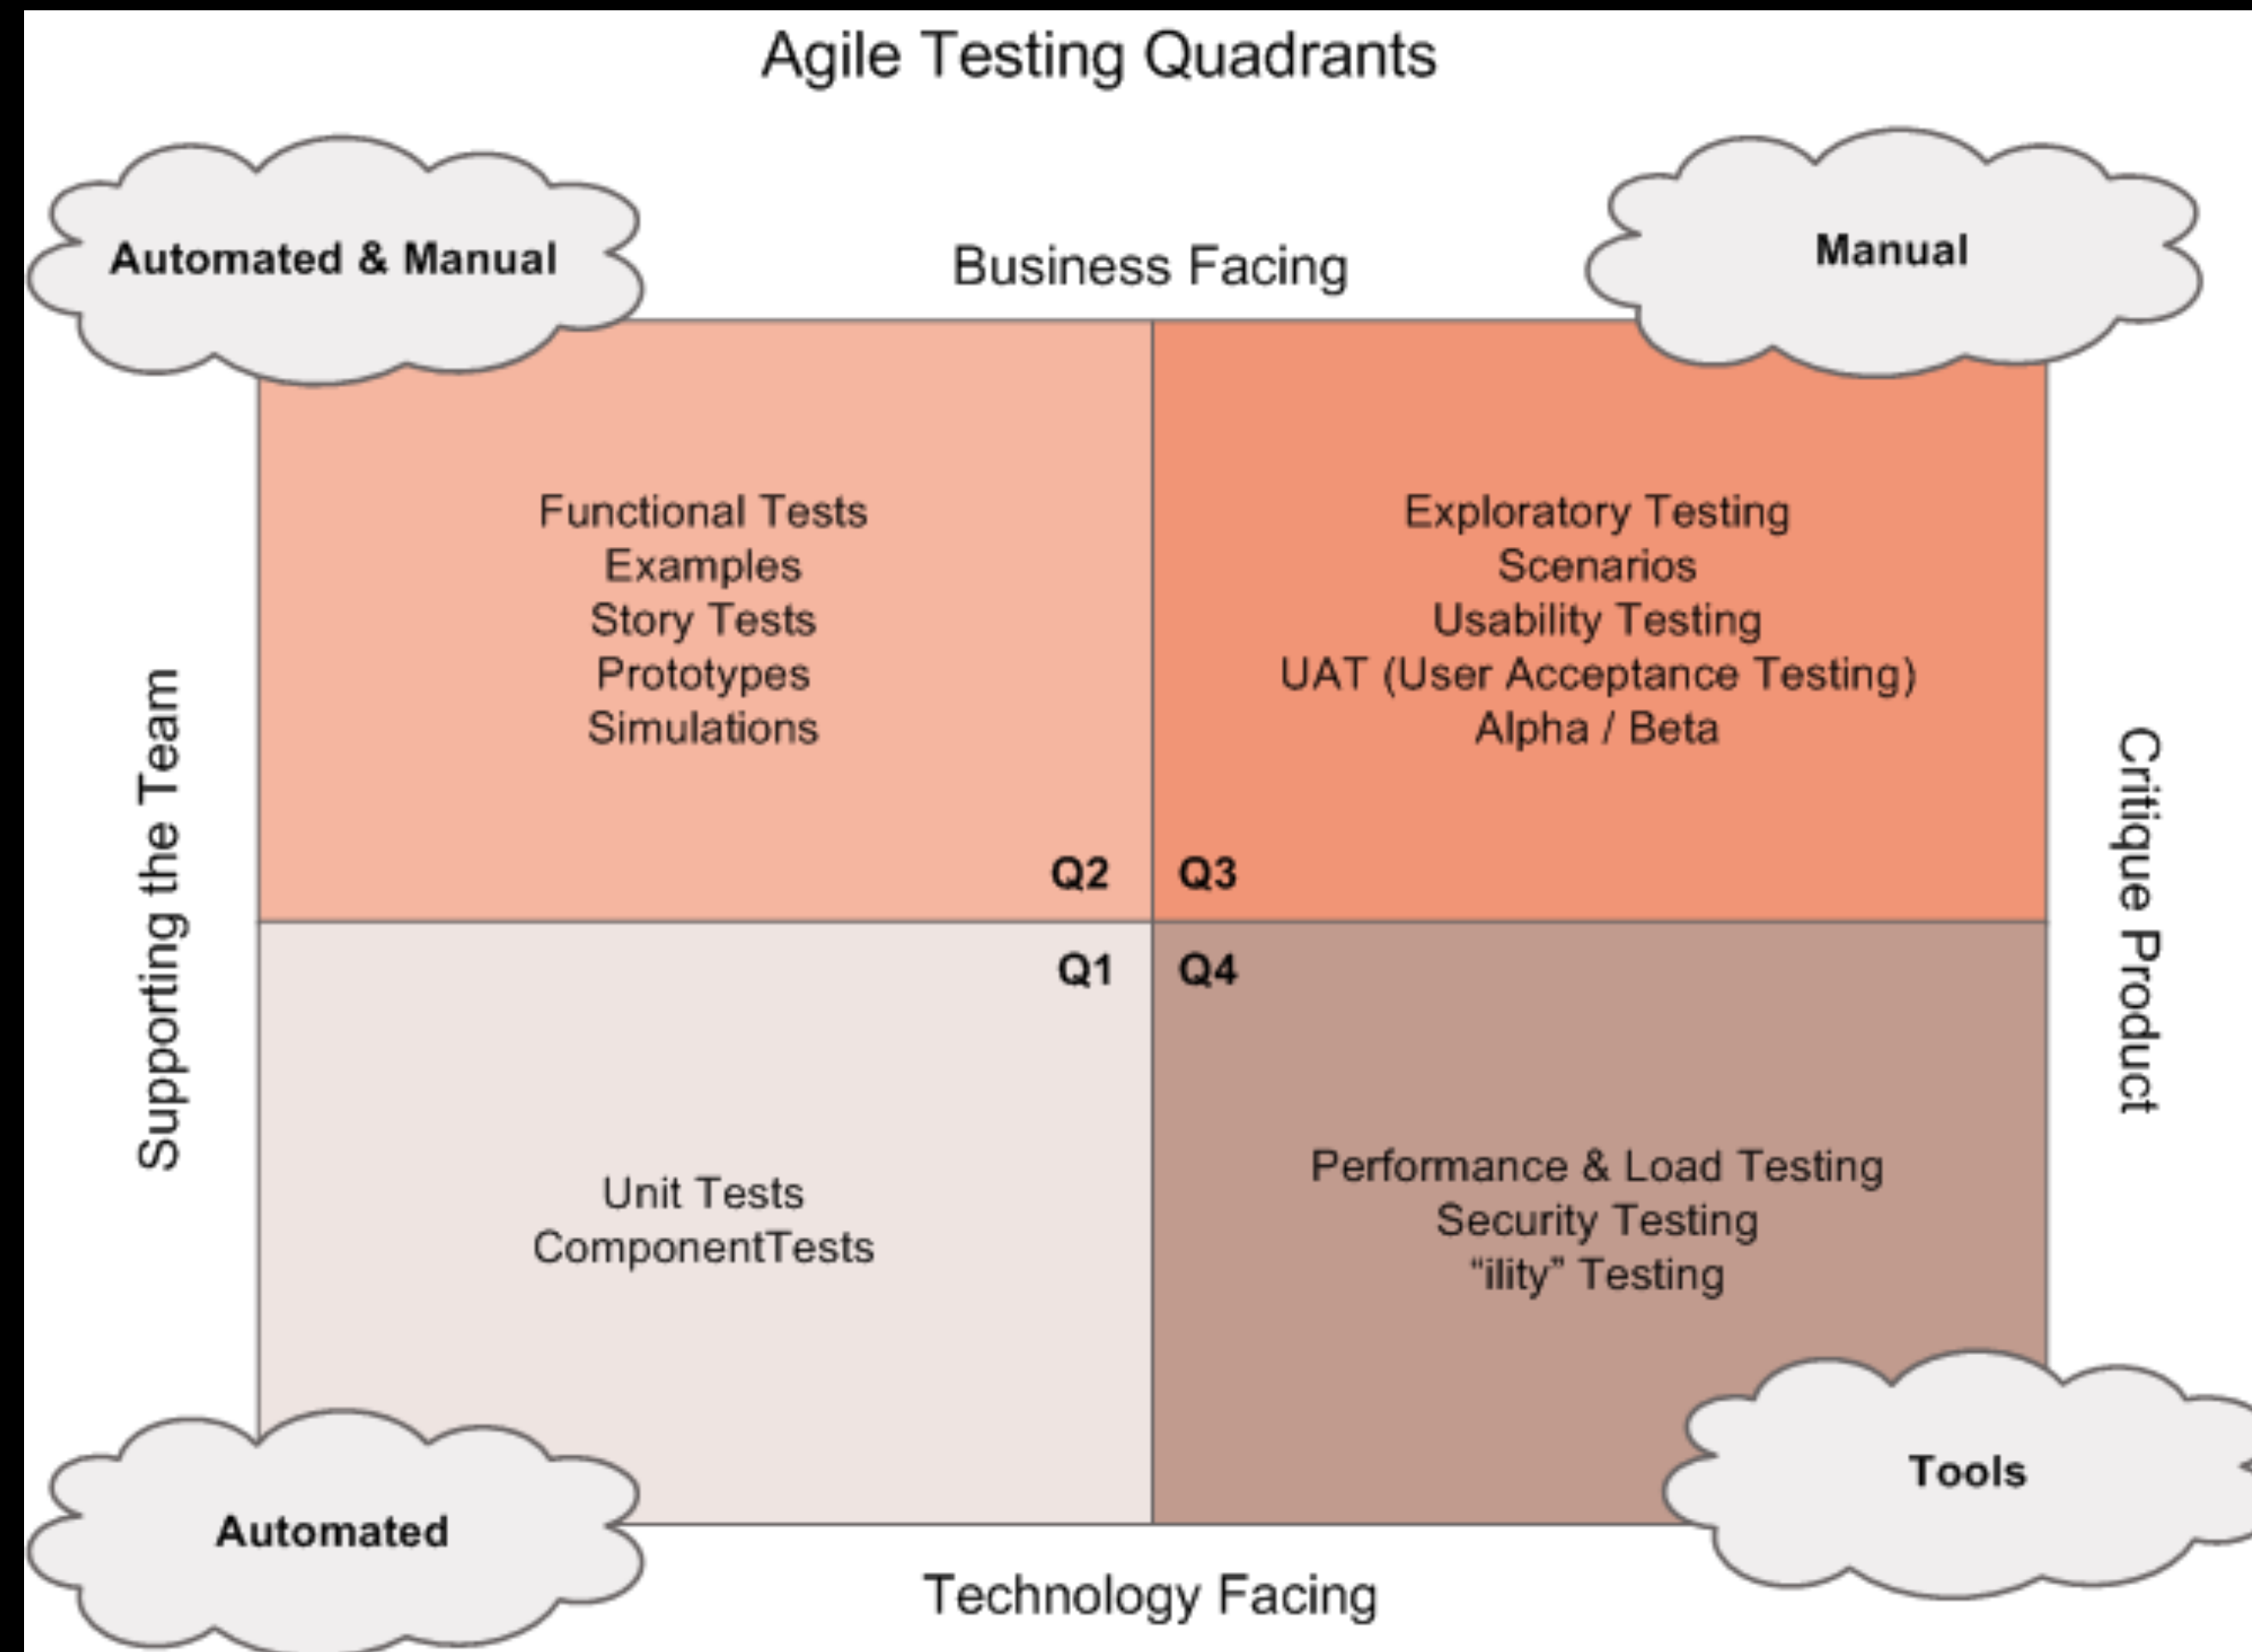 Agile Testing Quadrants
Automated & Manual
Business Facing
Manual
Functional Tests
Examples
Story Tests
Prototypes
Simulations
Q2
Exploratory Testing
Scenarios
Usability Testing
UAT (User Acceptance Testing)
Alpha / Beta
Q3
Supporting the Team
Critique Product
Q1
Unit Tests
ComponentTests
Q4
Performance & Load Testing
Security Testing
“ility” Testing
Automated
Technology Facing
Tools